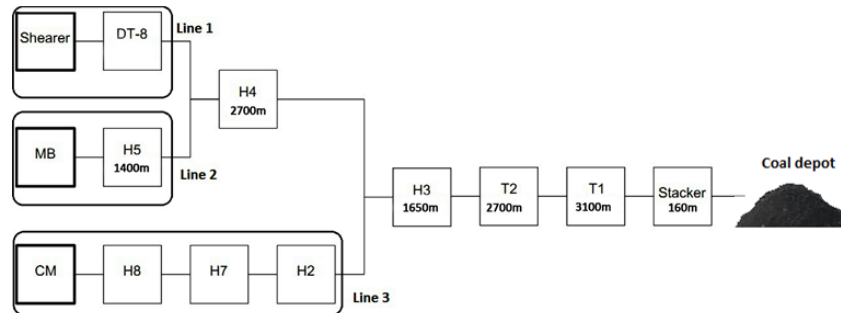 Shearer
DT-8
Line 1
H4
2700m
MB
H5
1400m
Line 2
H3
1650m
T2
2700m
T1
3100m
Stacker
160m
Coal depot
CM
H8
H7
H2
Line 3